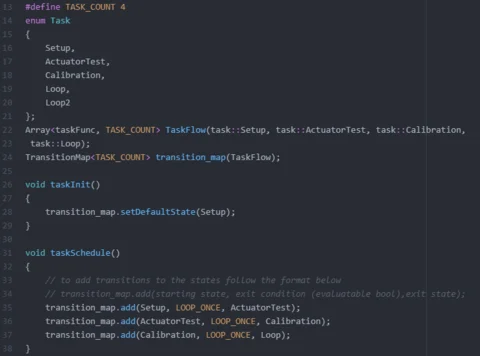 13 #define TASK_COUNT 4
14 enum Task
15 {
16 Setup,
17 ActuatorTest,
18 Calibration,
19 Loop,
20 Loop2
21 };
22 Array<taskFunc, TASK_COUNT> TaskFlow(task::Setup, task::ActuatorTest, task::Calibration,
23 task::Loop);
24 TransitionMap<TASK_COUNT> transition_map(TaskFlow);
25
26 void taskInit()
27 {
28 transition_map.setDefaultState(Setup);
29 }
30
31 void taskSchedule()
32 {
33 // to add transitions to the states follow the format below
34 // transition_map.add(starting state, exit condition (evaluatable bool),exit state);
35 transition_map.add(Setup, LOOP_ONCE, ActuatorTest);
36 transition_map.add(ActuatorTest, LOOP_ONCE, Calibration);
37 transition_map.add(Calibration, LOOP_ONCE, Loop);
38 }